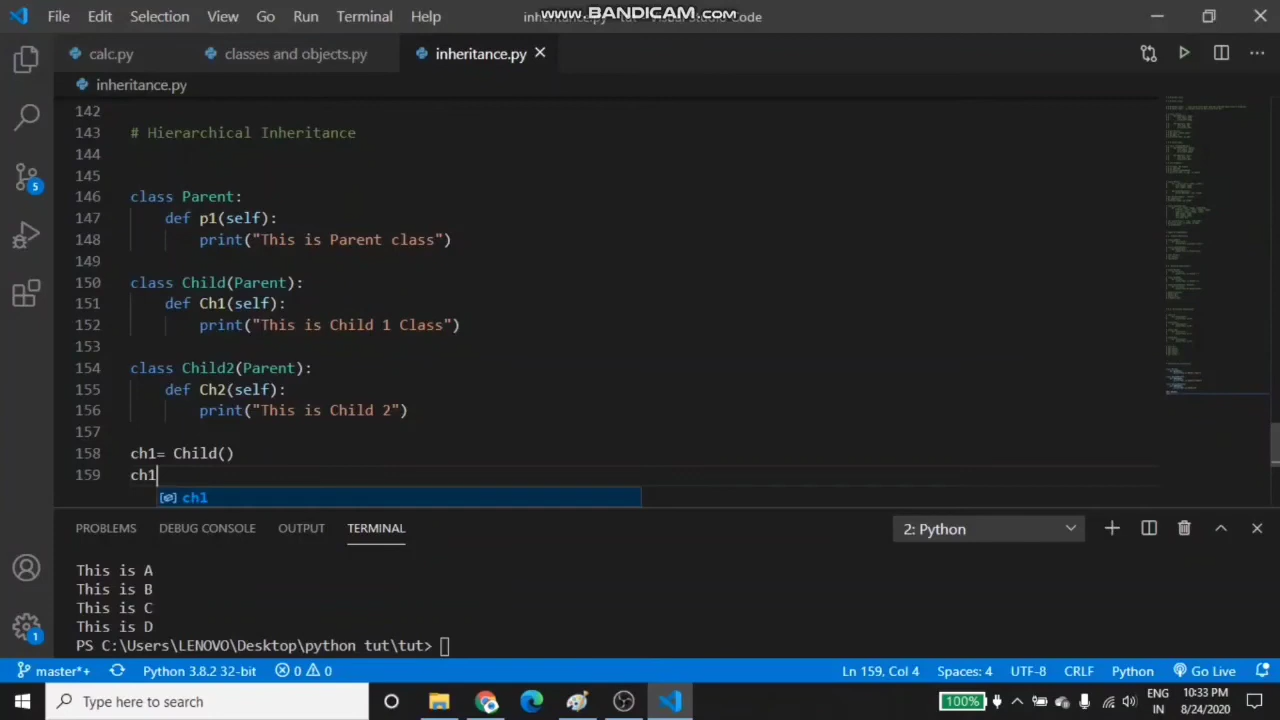 File Edit Selection View Go Run Terminal Help
www.BANDICAM.com
Code
calc.py classes and objects.py inheritance.py
inheritance.py
142
143 # Hierarchical Inheritance
144
145
146 class Parent:
147 def p1(self):
148 print("This is Parent class")
149
150 class Child(Parent):
151 def Ch1(self):
152 print("This is Child 1 Class")
153
154 class Child2(Parent):
155 def Ch2(self):
156 print("This is Child 2")
157
158 ch1= Child()
159 ch1
ch1
PROBLEMS DEBUG CONSOLE OUTPUT TERMINAL 2: Python
This is A
This is B
This is C
This is D
PS C:\Users\LENOVO\Desktop\python tut\tut>
5
1
master*+ Python 3.8.2 32-bit 0 0 Ln 159, Col 4 Spaces: 4 UTF-8 CRLF Python Go Live
Type here to search 100% ENG 10:33 PM
IN 8/24/2020